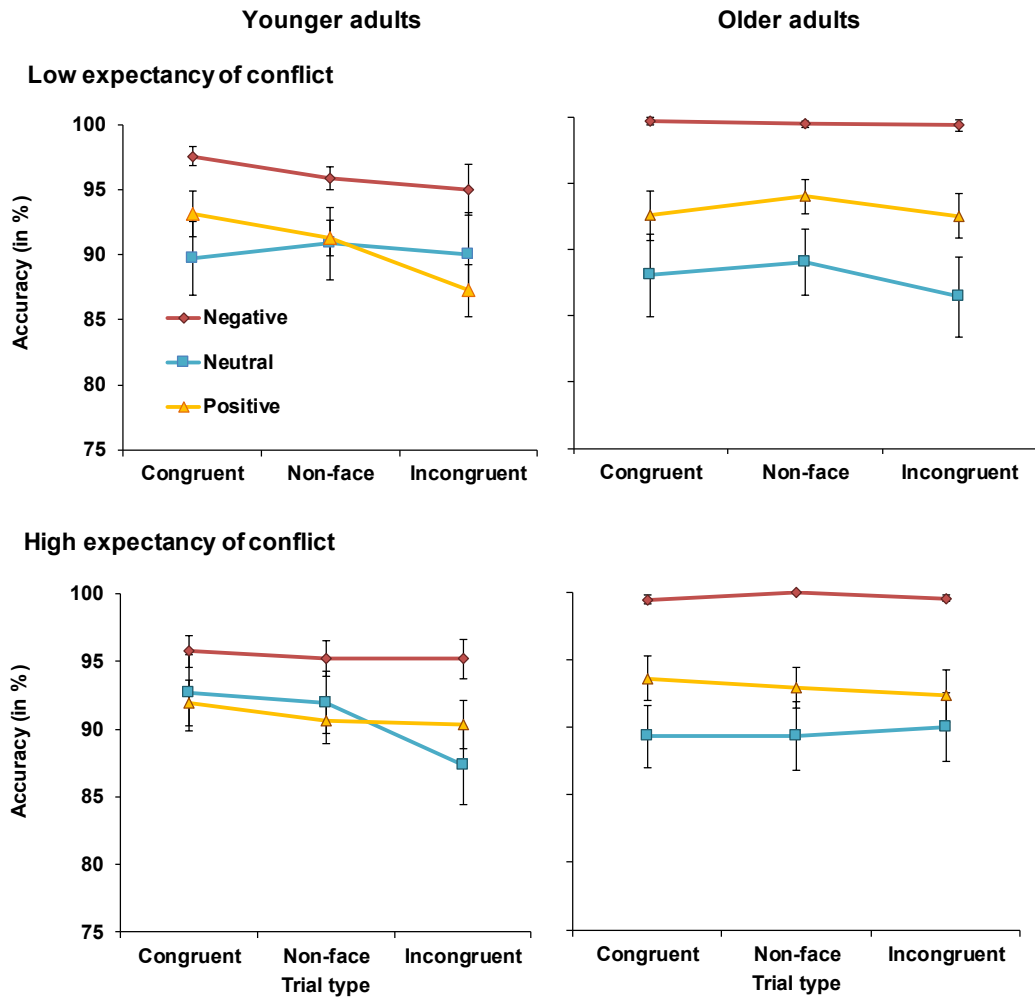 Younger adults
Older adults
Low expectancy of conflict
Accuracy (in %)
100
95
90
85
80
75
Negative
Neutral
Positive
Congruent Non-face Incongruent
Congruent Non-face Incongruent
High expectancy of conflict
Accuracy (in %)
100
95
90
85
80
75
Congruent Non-face Incongruent
Trial type
Congruent Non-face Incongruent
Trial type